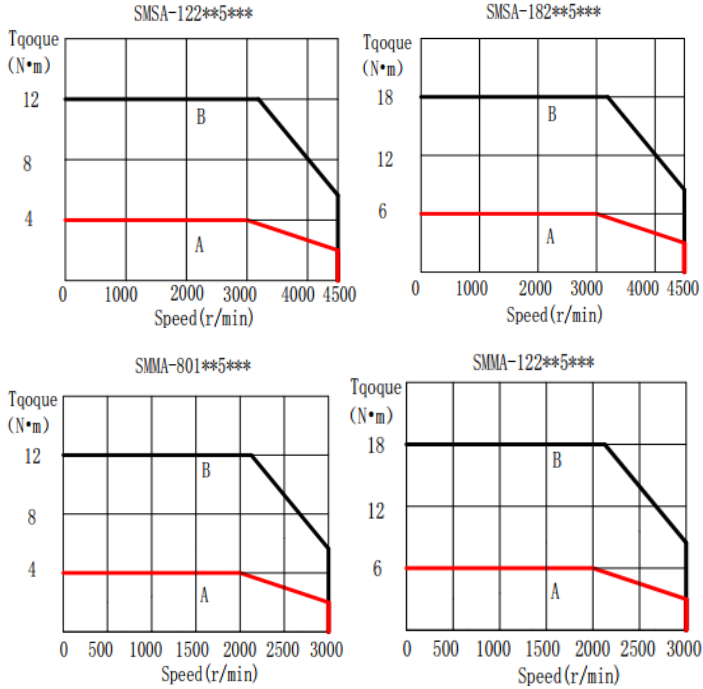 SMSA-122**5***
Tqoque
(N•m)
12
8
4
B
A
0 1000 2000 3000 4000 4500
Speed(r/min)
SMSA-182**5***
Tqoque
(N•m)
18
12
6
B
A
0 1000 2000 3000 4000 4500
Speed(r/min)
SMMA-801**5***
Tqoque
(N•m)
12
8
4
B
A
0 500 1000 1500 2000 2500 3000
Speed(r/min)
SMMA-122**5***
Tqoque
(N•m)
18
12
6
B
A
0 500 1000 1500 2000 2500 3000
Speed(r/min)